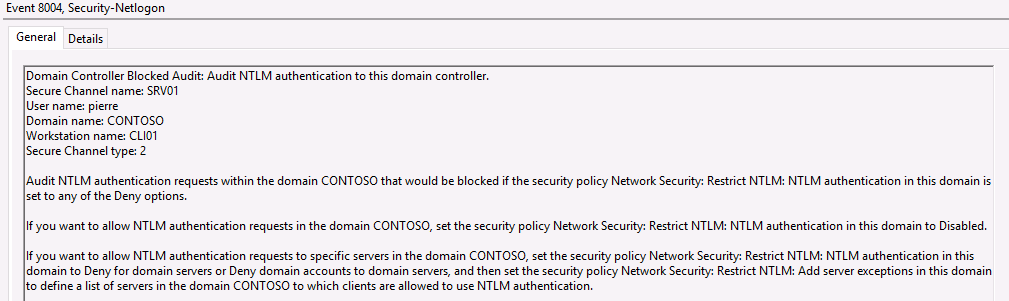 Event 8004, Security-Netlogon
General Details
Domain Controller Blocked Audit: Audit NTLM authentication to this domain controller.
Secure Channel name: SRV01
User name: pierre
Domain name: CONTOSO
Workstation name: CLI01
Secure Channel type: 2
Audit NTLM authentication requests within the domain CONTOSO that would be blocked if the security policy Network Security: Restrict NTLM: NTLM authentication in this domain is
set to any of the Deny options.
If you want to allow NTLM authentication requests in the domain CONTOSO, set the security policy Network Security: Restrict NTLM: NTLM authentication in this domain to Disabled.
If you want to allow NTLM authentication requests to specific servers in the domain CONTOSO, set the security policy Network Security: Restrict NTLM: NTLM authentication in this
domain to Deny for domain servers or Deny domain accounts to domain servers, and then set the security policy Network Security: Restrict NTLM: Add server exceptions in this domain
to define a list of servers in the domain CONTOSO to which clients are allowed to use NTLM authentication.